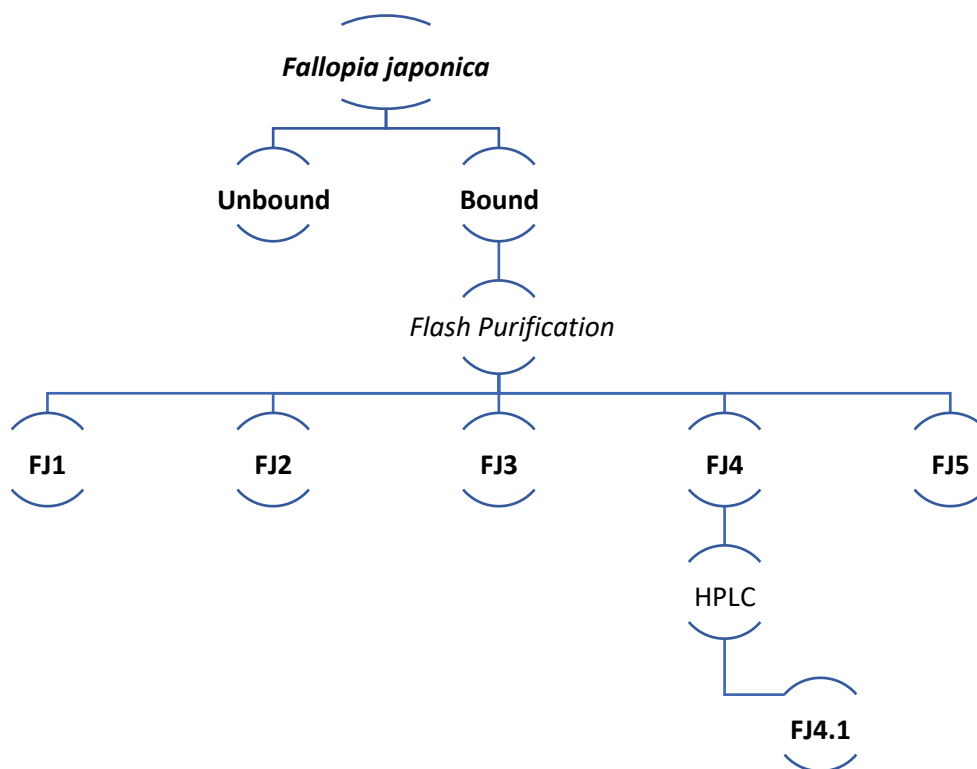 Fallopia japonica
Unbound
Bound
Flash Purification
FJ1
FJ2
FJ3
FJ4
FJ5
HPLC
FJ4.1